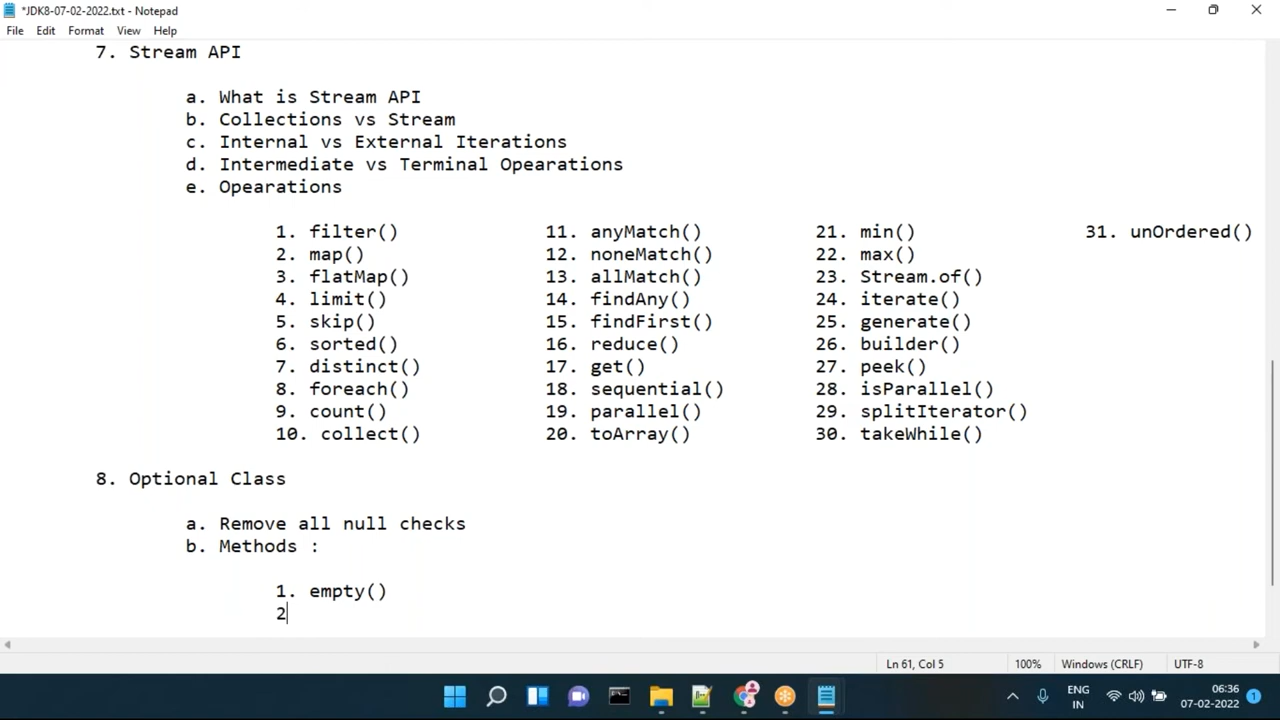 *JDK8-07-02-2022.txt - Notepad
File Edit Format View Help
7. Stream API
a. What is Stream API
b. Collections vs Stream
c. Internal vs External Iterations
d. Intermediate vs Terminal Opearations
e. Opearations
1. filter() 11. anyMatch() 21. min() 31. unOrdered()
2. map() 12. noneMatch() 22. max()
3. flatMap() 13. allMatch() 23. Stream.of()
4. limit() 14. findAny() 24. iterate()
5. skip() 15. findFirst() 25. generate()
6. sorted() 16. reduce() 26. builder()
7. distinct() 17. get() 27. peek()
8. foreach() 18. sequential() 28. isParallel()
9. count() 19. parallel() 29. splitIterator()
10. collect() 20. toArray() 30. takeWhile()
8. Optional Class
a. Remove all null checks
b. Methods :
1. empty()
2
Ln 61, Col 5 100% Windows (CRLF) UTF-8
ENG 06:36
IN 07-02-2022 1